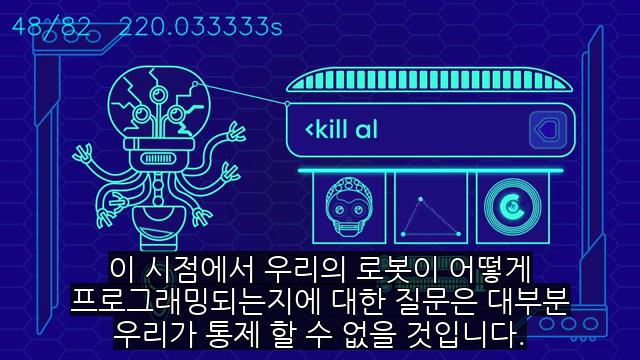 48/82 220.033333s
<kill al
이 시점에서 우리의 로봇이 어떻게
프로그래밍되는지에 대한 질문은 대부분
우리가 통제 할 수 없을 것입니다.